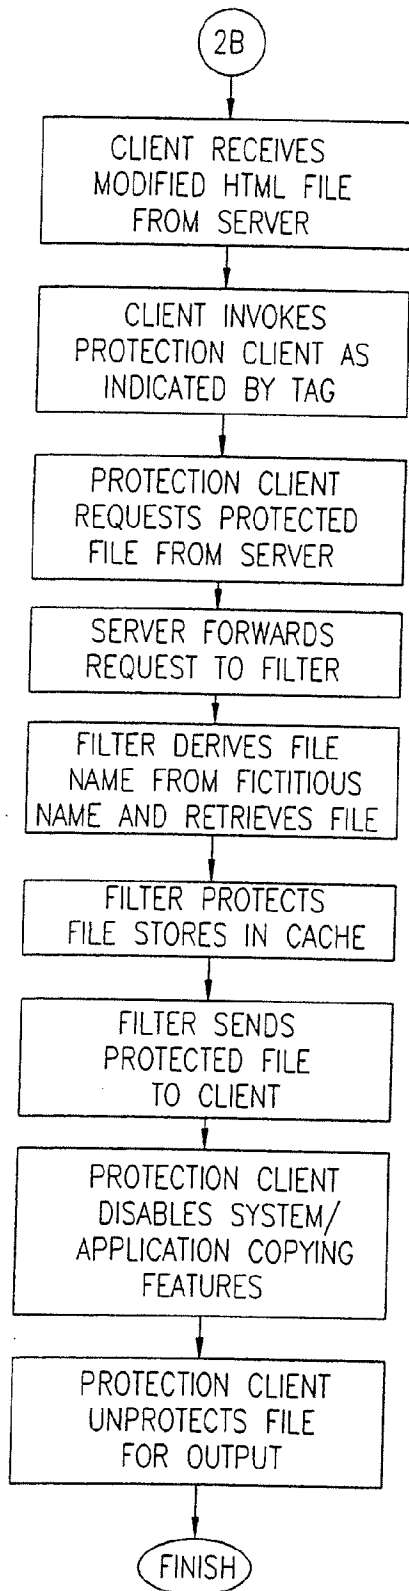 2B
CLIENT RECEIVES
MODIFIED HTML FILE
FROM SERVER
CLIENT INVOKES
PROTECTION CLIENT AS
INDICATED BY TAG
PROTECTION CLIENT
REQUESTS PROTECTED
FILE FROM SERVER
SERVER FORWARDS
REQUEST TO FILTER
FILTER DERIVES FILE
NAME FROM FICTITIOUS
NAME AND RETRIEVES FILE
FILTER PROTECTS
FILE STORES IN CACHE
FILTER SENDS
PROTECTED FILE
TO CLIENT
PROTECTION CLIENT
DISABLES SYSTEM/
APPLICATION COPYING
FEATURES
PROTECTION CLIENT
UNPROTECTS FILE
FOR OUTPUT
FINISH